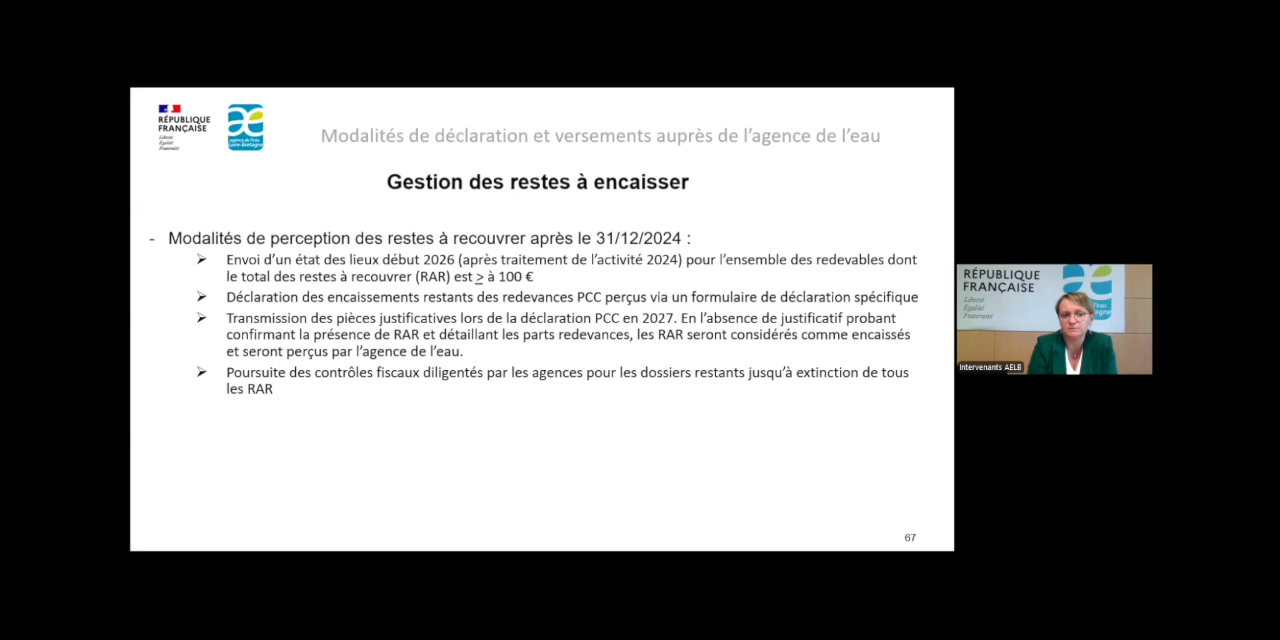 RÉPUBLIQUE
FRANÇAISE
Liberté
Égalité
Fraternité
agence de l'eau
Loire-Bretagne
Modalités de déclaration et versements auprès de l'agence de l'eau
Gestion des restes à encaisser
- Modalités de perception des restes à recouvrer après le 31/12/2024 :
Envoi d'un état des lieux début 2026 (après traitement de l'activité 2024) pour l'ensemble des redevables dont
le total des restes à recouvrer (RAR) est > à 100 €
Déclaration des encaissements restants des redevances PCC perçus via un formulaire de déclaration spécifique
Transmission des pièces justificatives lors de la déclaration PCC en 2027. En l'absence de justificatif probant
confirmant la présence de RAR et détaillant les parts redevances, les RAR seront considérés comme encaissés
et seront perçus par l'agence de l'eau.
Poursuite des contrôles fiscaux diligentés par les agences pour les dossiers restants jusqu'à extinction de tous
les RAR
67
RÉPUBLIQUE
FRANÇAISE
Liberté
Égalité
Fraternité
Intervenants AELB